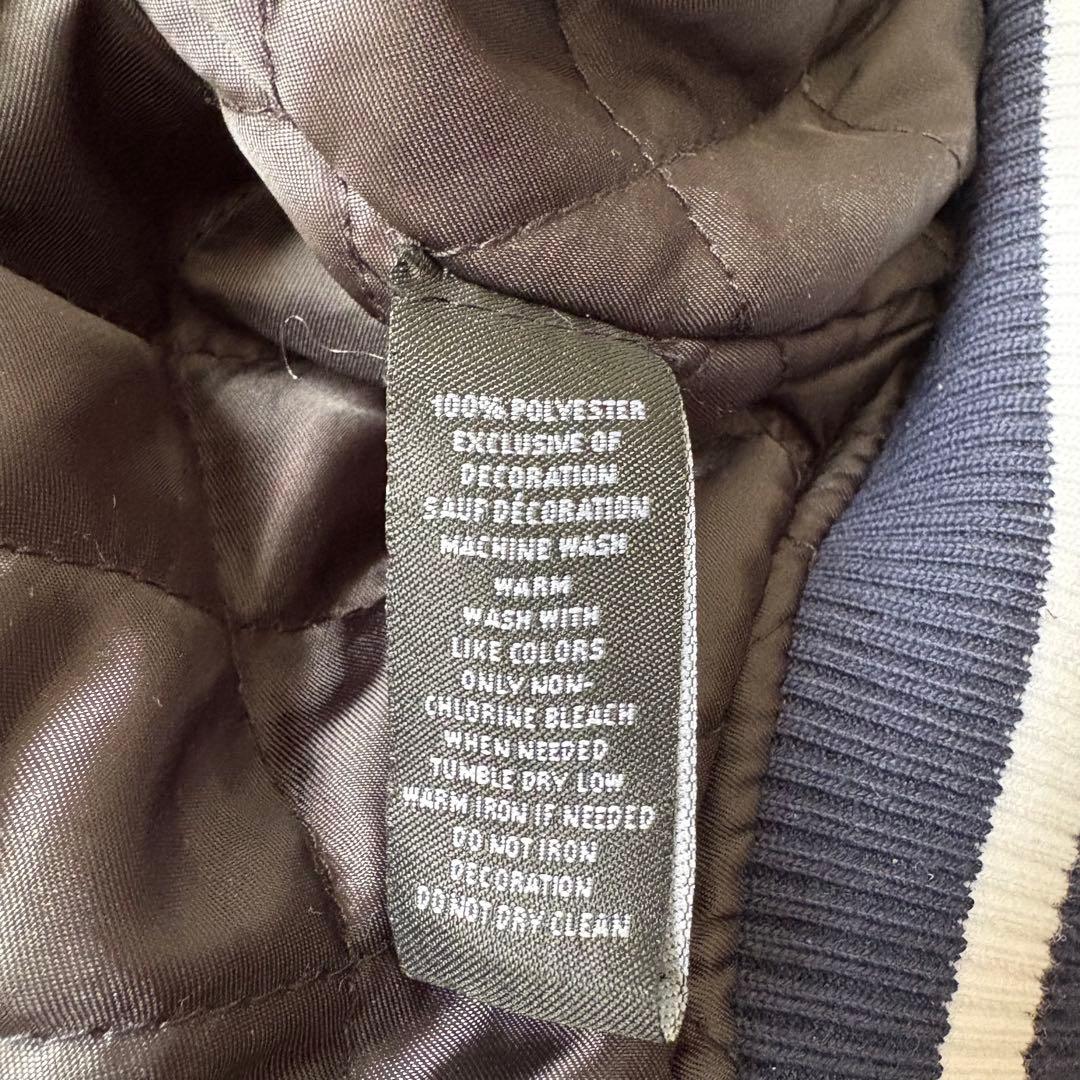 100% POLYESTER
EXCLUSIVE OF
DECORATION
SAUF DÉCORATION
MACHINE WASH
WARM
WASH WITH
LIKE COLORS
ONLY NON-
CHLORINE BLEACH
WHEN NEEDED
TUMBLE DRY LOW
WARM IRON IF NEEDED
DO NOT IRON
DECORATION
DO NOT DRY CLEAN